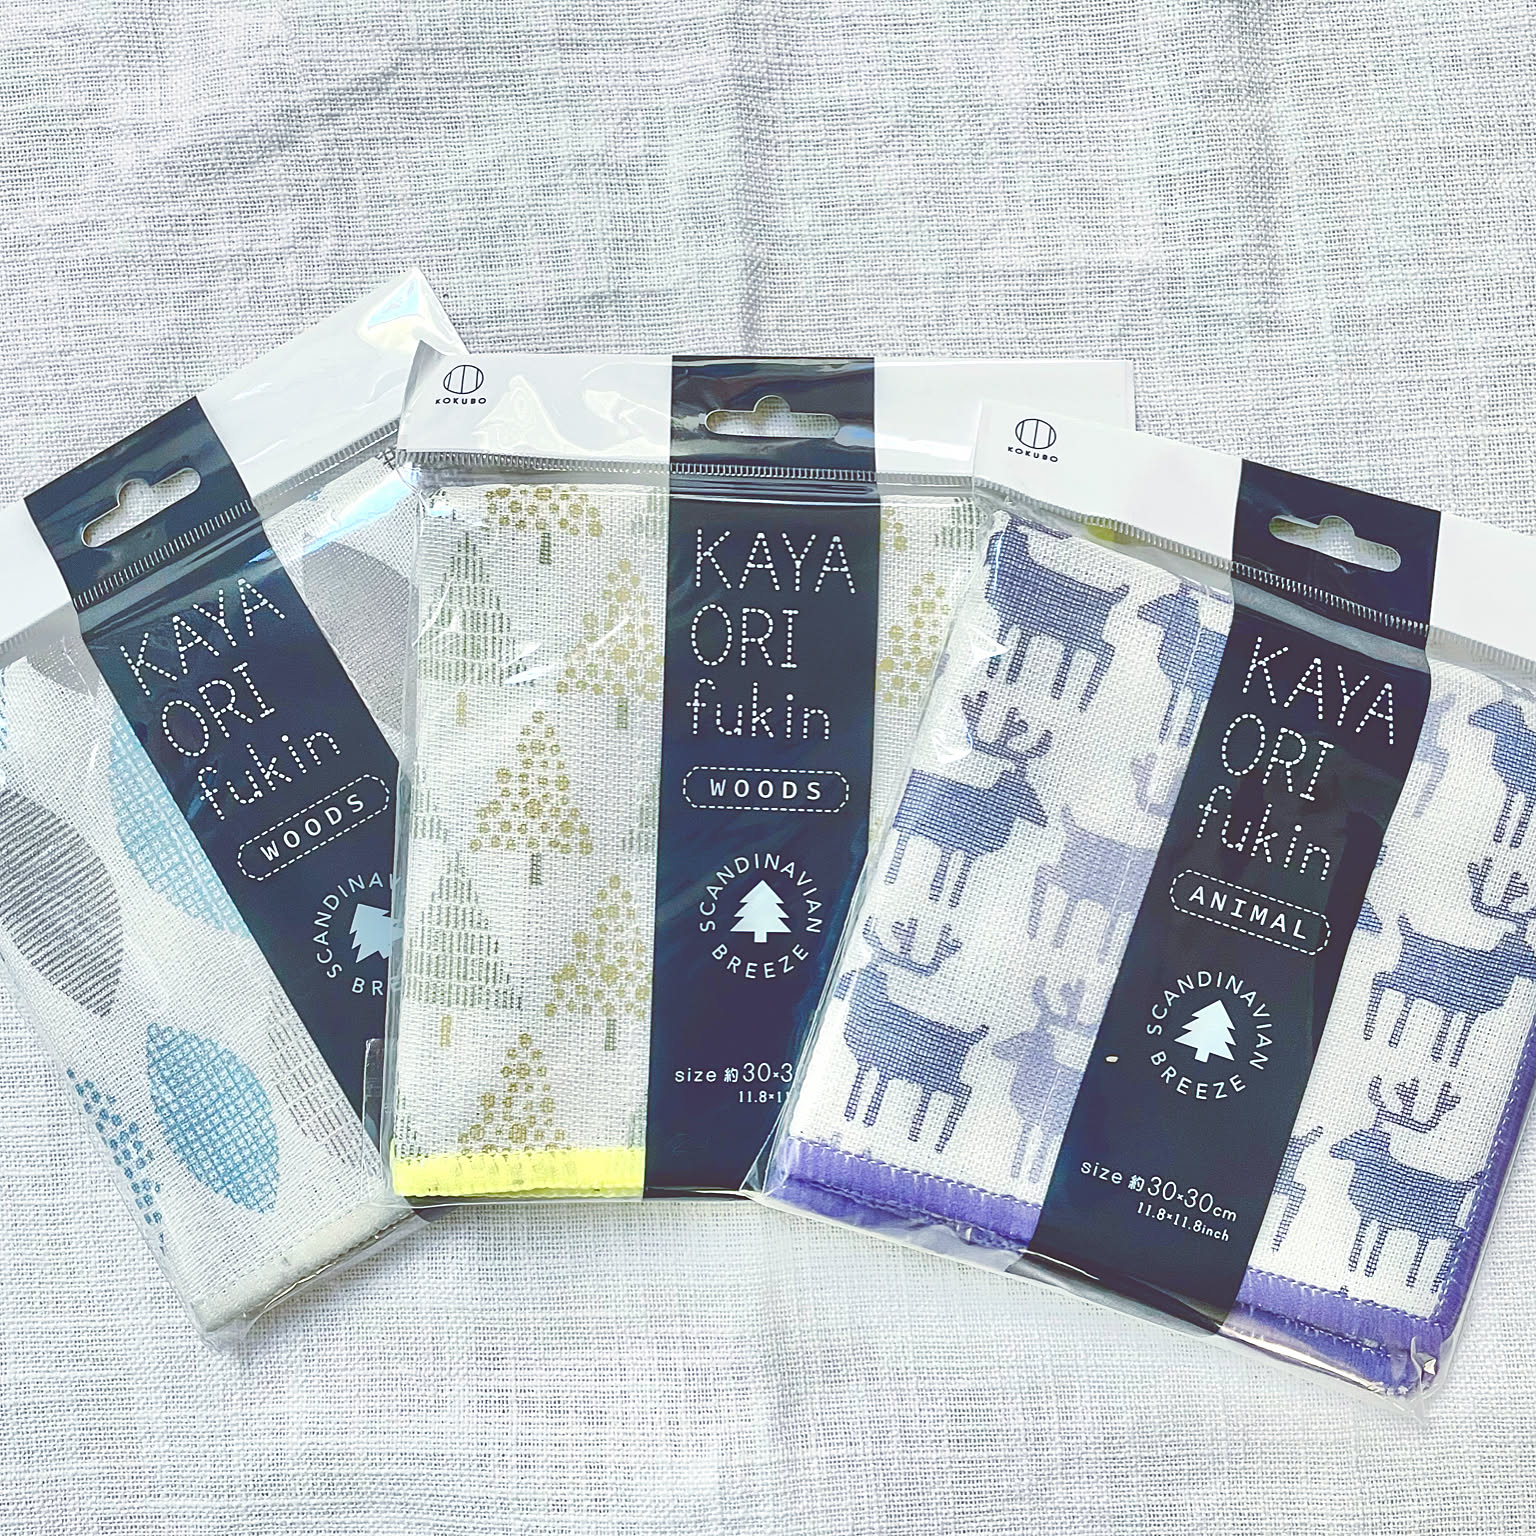 KAYA
ORI
fukin
WOODS
SCANDINAVIAN
KOKUBO
KAYA
ORI
fukin
WOODS
SCANDINAVIAN
BREEZE
size 約30×3
11.8×11
KOKUBO
KAYA
ORI
fukin
ANIMAL
SCANDINAVIAN
BREEZE
size 約30×30cm
11.8×11.8inch